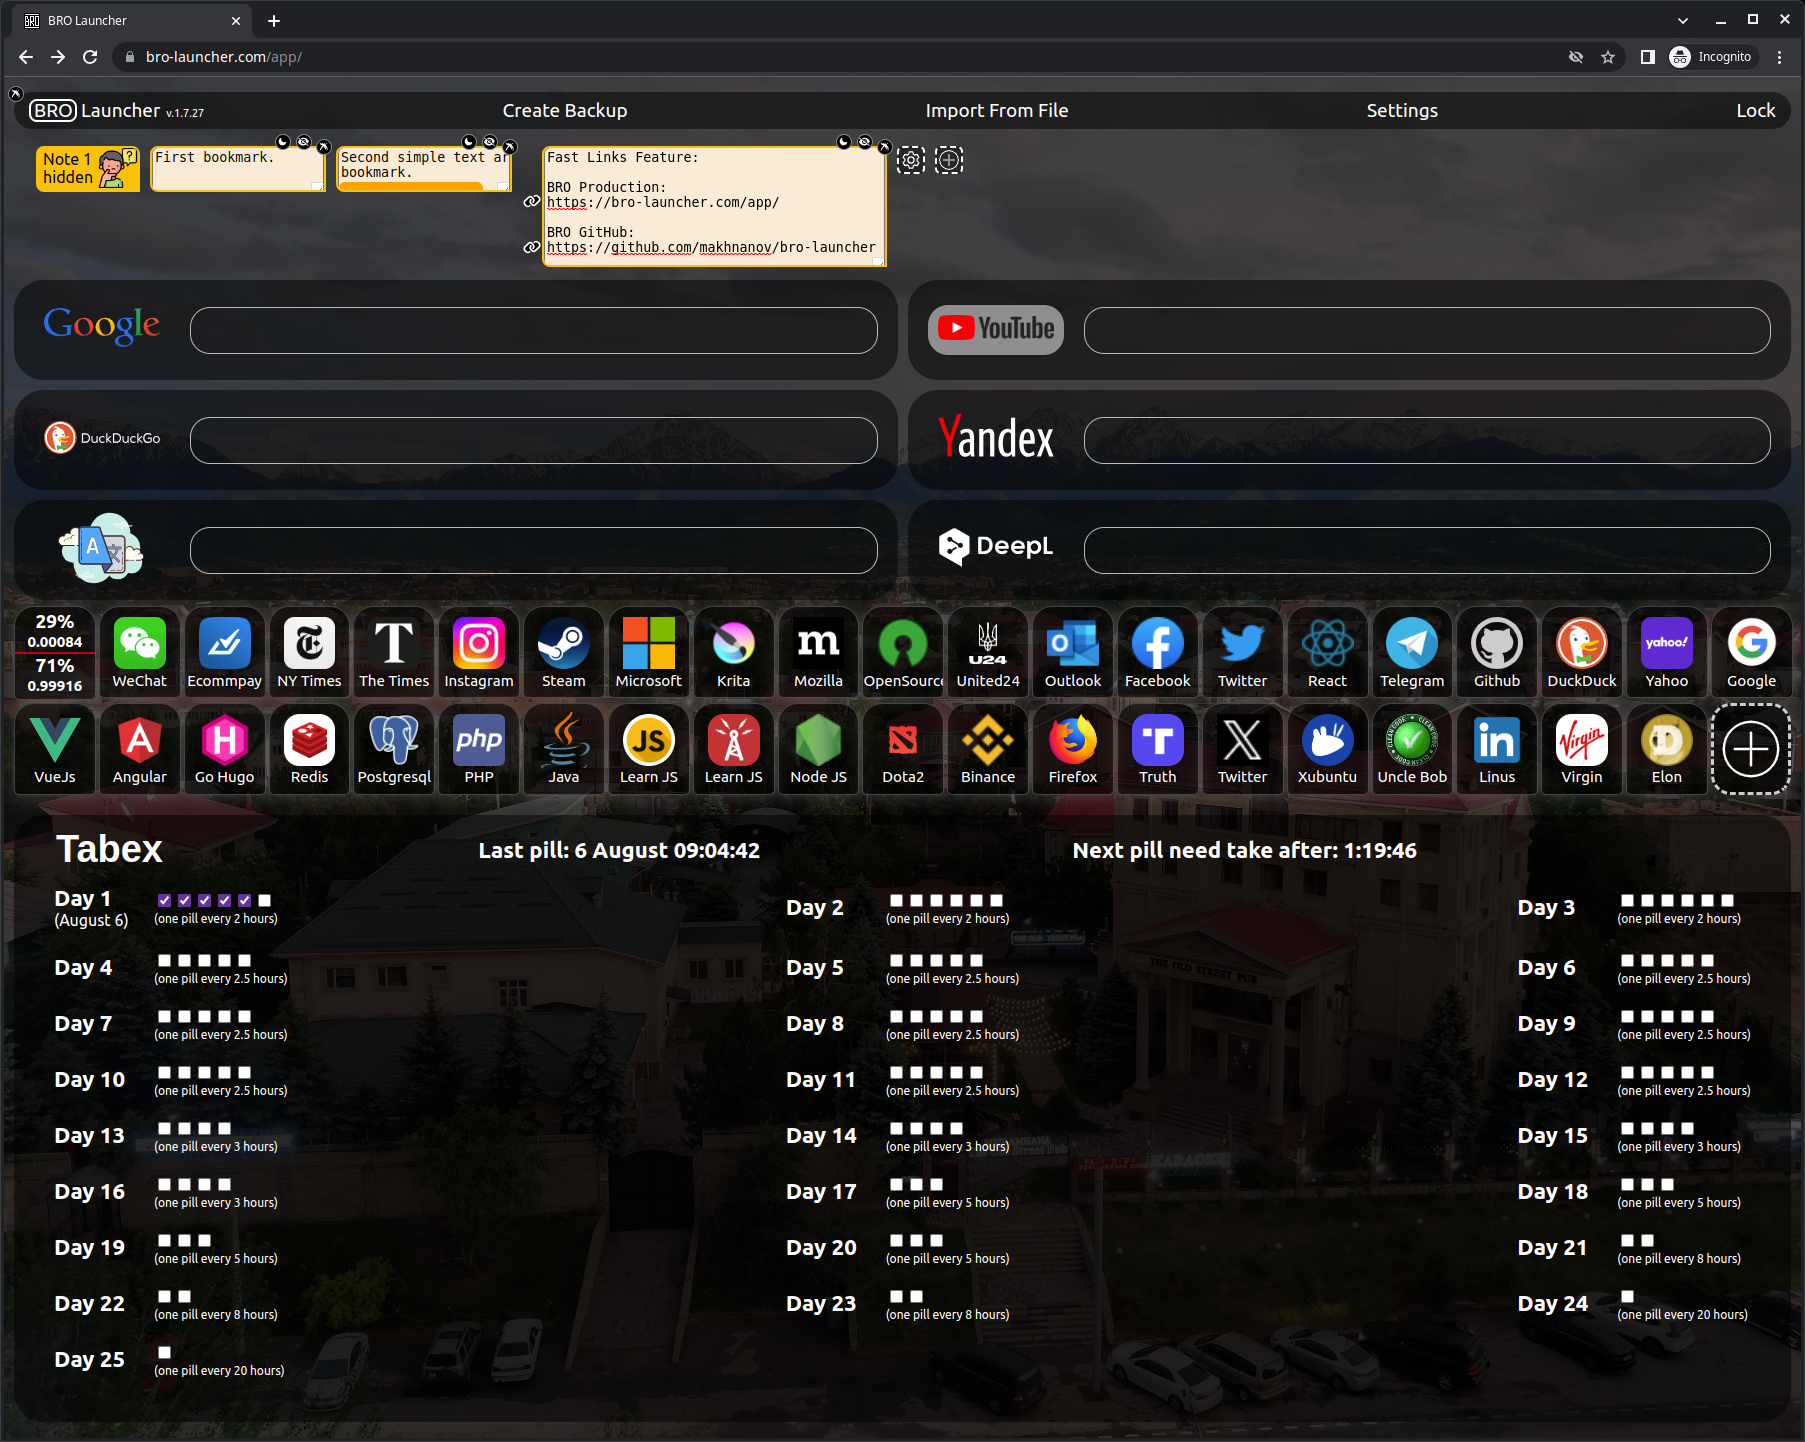 BRO Launcher
bro-launcher.com/app/
Incognito
BRO Launcher v.1.7.27
Create Backup
Import From File
Settings
Lock
Note 1
hidden
First bookmark.
Second simple text ar
bookmark.
Fast Links Feature:
BRO Production:
https://bro-launcher.com/app/
BRO GitHub:
https://github.com/makhnanov/bro-launcher
Google
YouTube
DuckDuckGo
Yandex
DeepL
29%
0.00084
71%
0.99916
WeChat
Ecommpay
NY Times
The Times
Instagram
Steam
Microsoft
Krita
Mozilla
OpenSource
U24
United24
Outlook
Facebook
Twitter
React
Telegram
Github
DuckDuck
yahoo!
Yahoo
Google
VueJs
Angular
Go Hugo
Redis
Postgresql
php
PHP
Java
JS
Learn JS
Learn JS
Node JS
Dota2
Binance
Firefox
Truth
Twitter
Xubuntu
Uncle Bob
in
Linus
Virgin
Virgin
Elon
Tabex
Last pill: 6 August 09:04:42
Next pill need take after: 1:19:46
Day 1
(August 6)
(one pill every 2 hours)
Day 2
(one pill every 2 hours)
Day 3
(one pill every 2 hours)
Day 4
(one pill every 2.5 hours)
Day 5
(one pill every 2.5 hours)
Day 6
(one pill every 2.5 hours)
THE OLD STREET PUB
Day 7
(one pill every 2.5 hours)
Day 8
(one pill every 2.5 hours)
Day 9
(one pill every 2.5 hours)
Day 10
(one pill every 2.5 hours)
Day 11
(one pill every 2.5 hours)
Day 12
(one pill every 2.5 hours)
Day 13
(one pill every 3 hours)
Day 14
(one pill every 3 hours)
Day 15
(one pill every 3 hours)
Day 16
(one pill every 3 hours)
Day 17
(one pill every 5 hours)
Day 18
(one pill every 5 hours)
Day 19
(one pill every 5 hours)
Day 20
(one pill every 5 hours)
Day 21
(one pill every 8 hours)
Day 22
(one pill every 8 hours)
Day 23
(one pill every 8 hours)
Day 24
(one pill every 20 hours)
Day 25
(one pill every 20 hours)